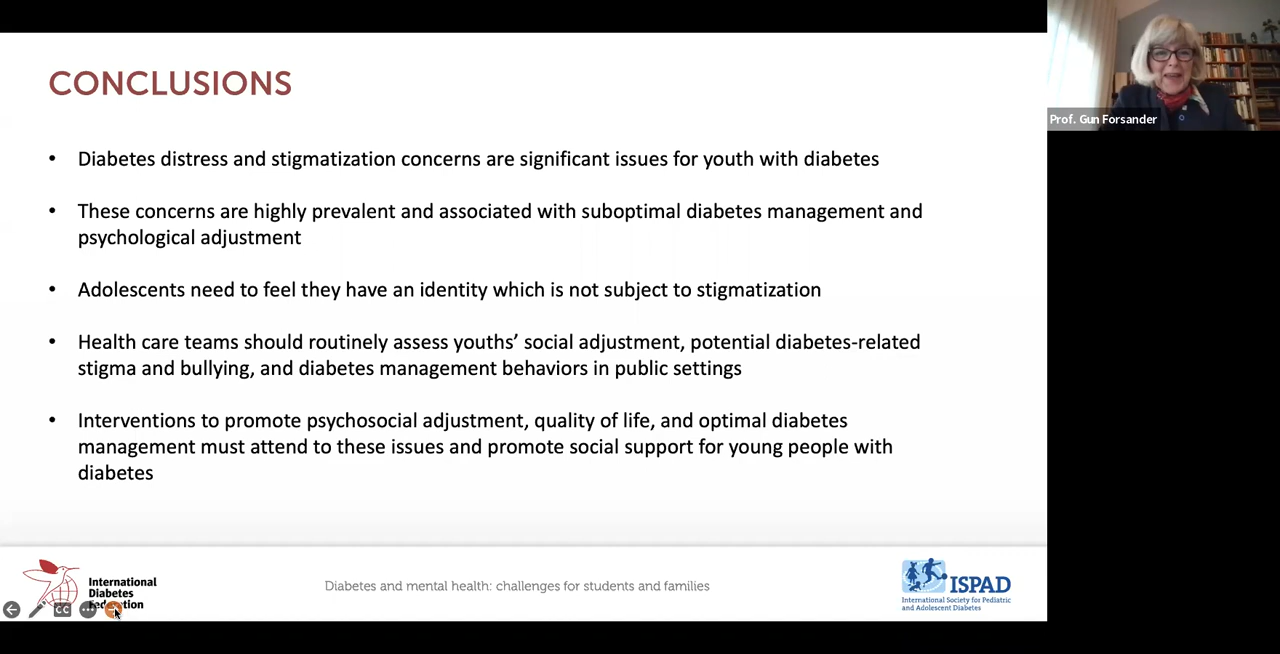 CONCLUSIONS
• Diabetes distress and stigmatization concerns are significant issues for youth with diabetes
• These concerns are highly prevalent and associated with suboptimal diabetes management and
psychological adjustment
• Adolescents need to feel they have an identity which is not subject to stigmatization
• Health care teams should routinely assess youths’ social adjustment, potential diabetes-related
stigma and bullying, and diabetes management behaviors in public settings
• Interventions to promote psychosocial adjustment, quality of life, and optimal diabetes
management must attend to these issues and promote social support for young people with
diabetes
Prof. Gun Forsander
International
Diabetes
Federation
CC
Diabetes and mental health: challenges for students and families
ISPAD
International Society for Pediatric
and Adolescent Diabetes